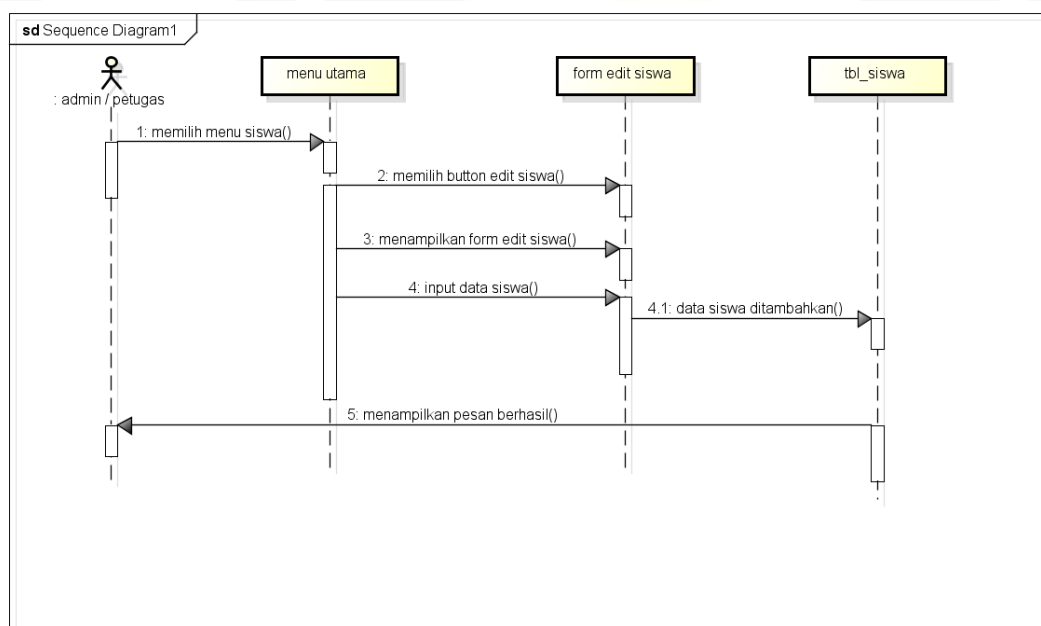 sd Sequence Diagram1
: admin / petugas
menu utama
form edit siswa
tbl_siswa
1: memilih menu siswa()
2: memilih button edit siswa()
3: menampilkan form edit siswa()
4: input data siswa()
4.1: data siswa ditambahkan()
5: menampilkan pesan berhasil()